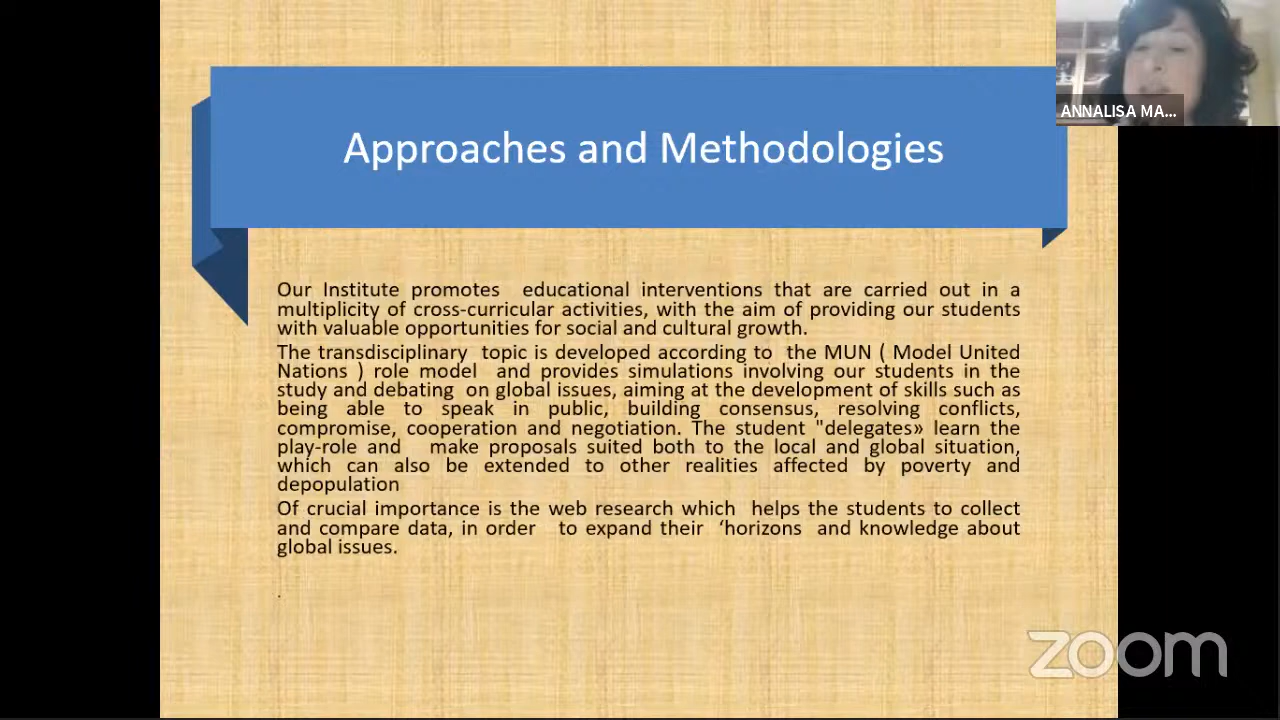 ANNALISA MA...
Approaches and Methodologies
Our Institute promotes educational interventions that are carried out in a
multiplicity of cross-curricular activities, with the aim of providing our students
with valuable opportunities for social and cultural growth.
The transdisciplinary topic is developed according to the MUN ( Model United
Nations ) role model and provides simulations involving our students in the
study and debating on global issues, aiming at the development of skills such as
being able to speak in public, building consensus, resolving conflicts,
compromise, cooperation and negotiation. The student "delegates» learn the
play-role and make proposals suited both to the local and global situation,
which can also be extended to other realities affected by poverty and
depopulation
Of crucial importance is the web research which helps the students to collect
and compare data, in order to expand their ‘horizons and knowledge about
global issues.
.
zoom